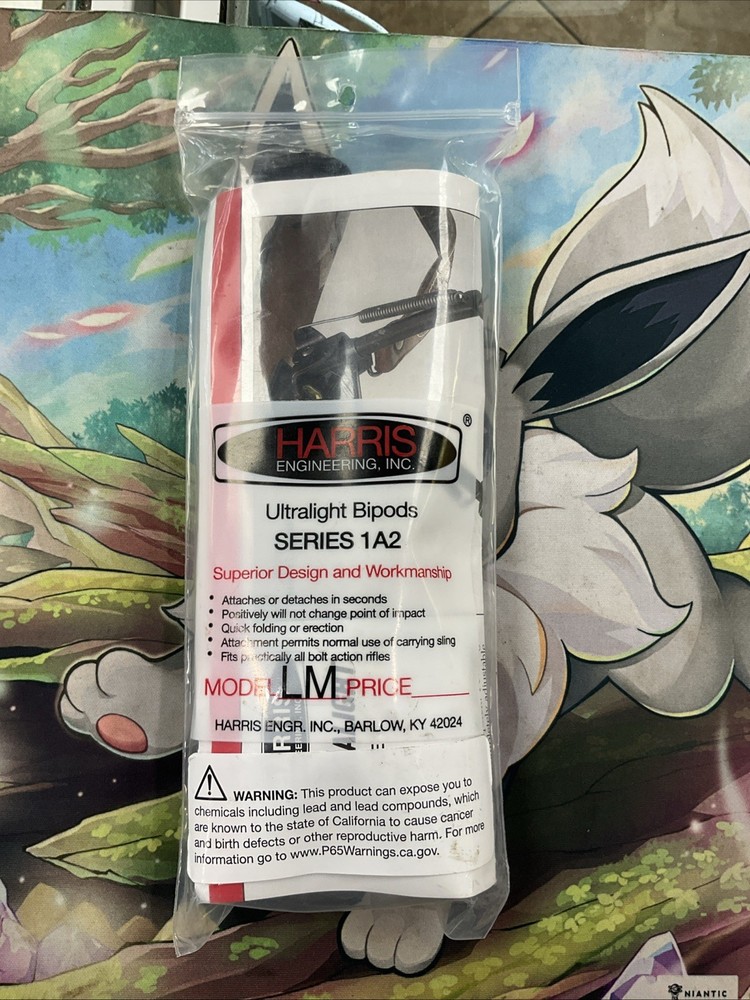 HARRIS®
ENGINEERING, INC.
Ultralight Bipods
SERIES 1A2
Superior Design and Workmanship
• Attaches or detaches in seconds
• Positively will not change point of impact
• Quick folding or erection
• Attachment permits normal use of carrying sling
• Fits practically all bolt action rifles
MODEL LM PRICE
HARRIS ENGR. INC., BARLOW, KY 42024
WARNING: This product can expose you to
chemicals including lead and lead compounds, which
are known to the state of California to cause cancer
and birth defects or other reproductive harm. For more
information go to www.P65Warnings.ca.gov.
NIANTIC